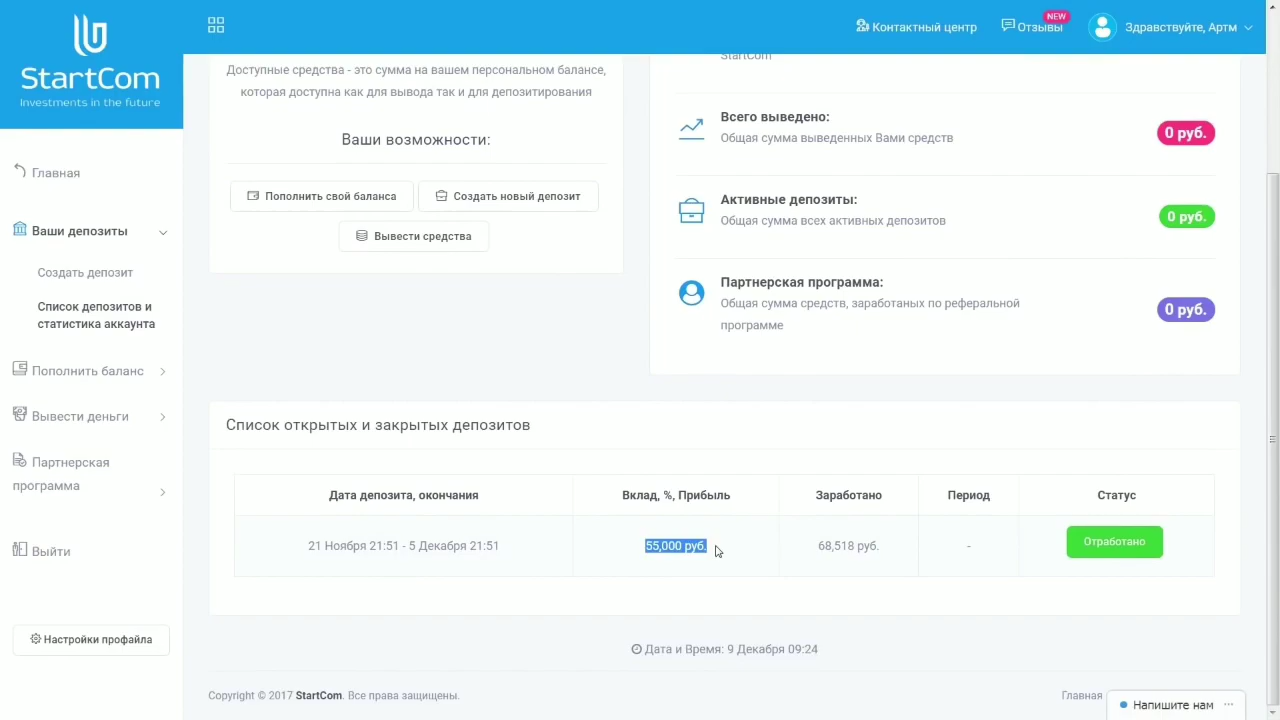 StartCom
Investments in the future
Контактный центр
Отзывы
NEW
Здравствуйте, Артм
Главная
Ваши депозиты
Создать депозит
Список депозитов и
статистика аккаунта
Пополнить баланс
Вывести деньги
Партнерская
программа
Выйти
Настройки профайла
Доступные средства - это сумма на вашем персональном балансе,
которая доступна как для вывода так и для депозитирования
Ваши возможности:
Пополнить свой баланса
Создать новый депозит
Вывести средства
StartCom
Всего выведено:
Общая сумма выведенных Вами средств
0 руб.
Активные депозиты:
Общая сумма всех активных депозитов
0 руб.
Партнерская программа:
Общая сумма средств, заработаных по реферальной
программе
0 руб.
Список открытых и закрытых депозитов
Дата депозита, окончания Вклад, %, Прибыль Заработано Период Статус
21 Ноября 21:51 - 5 Декабря 21:51 55,000 руб. 68,518 руб. - Отработано
Дата и Время: 9 Декабря 09:24
Copyright © 2017 StartCom. Все права защищены.
Главная
Напишите нам